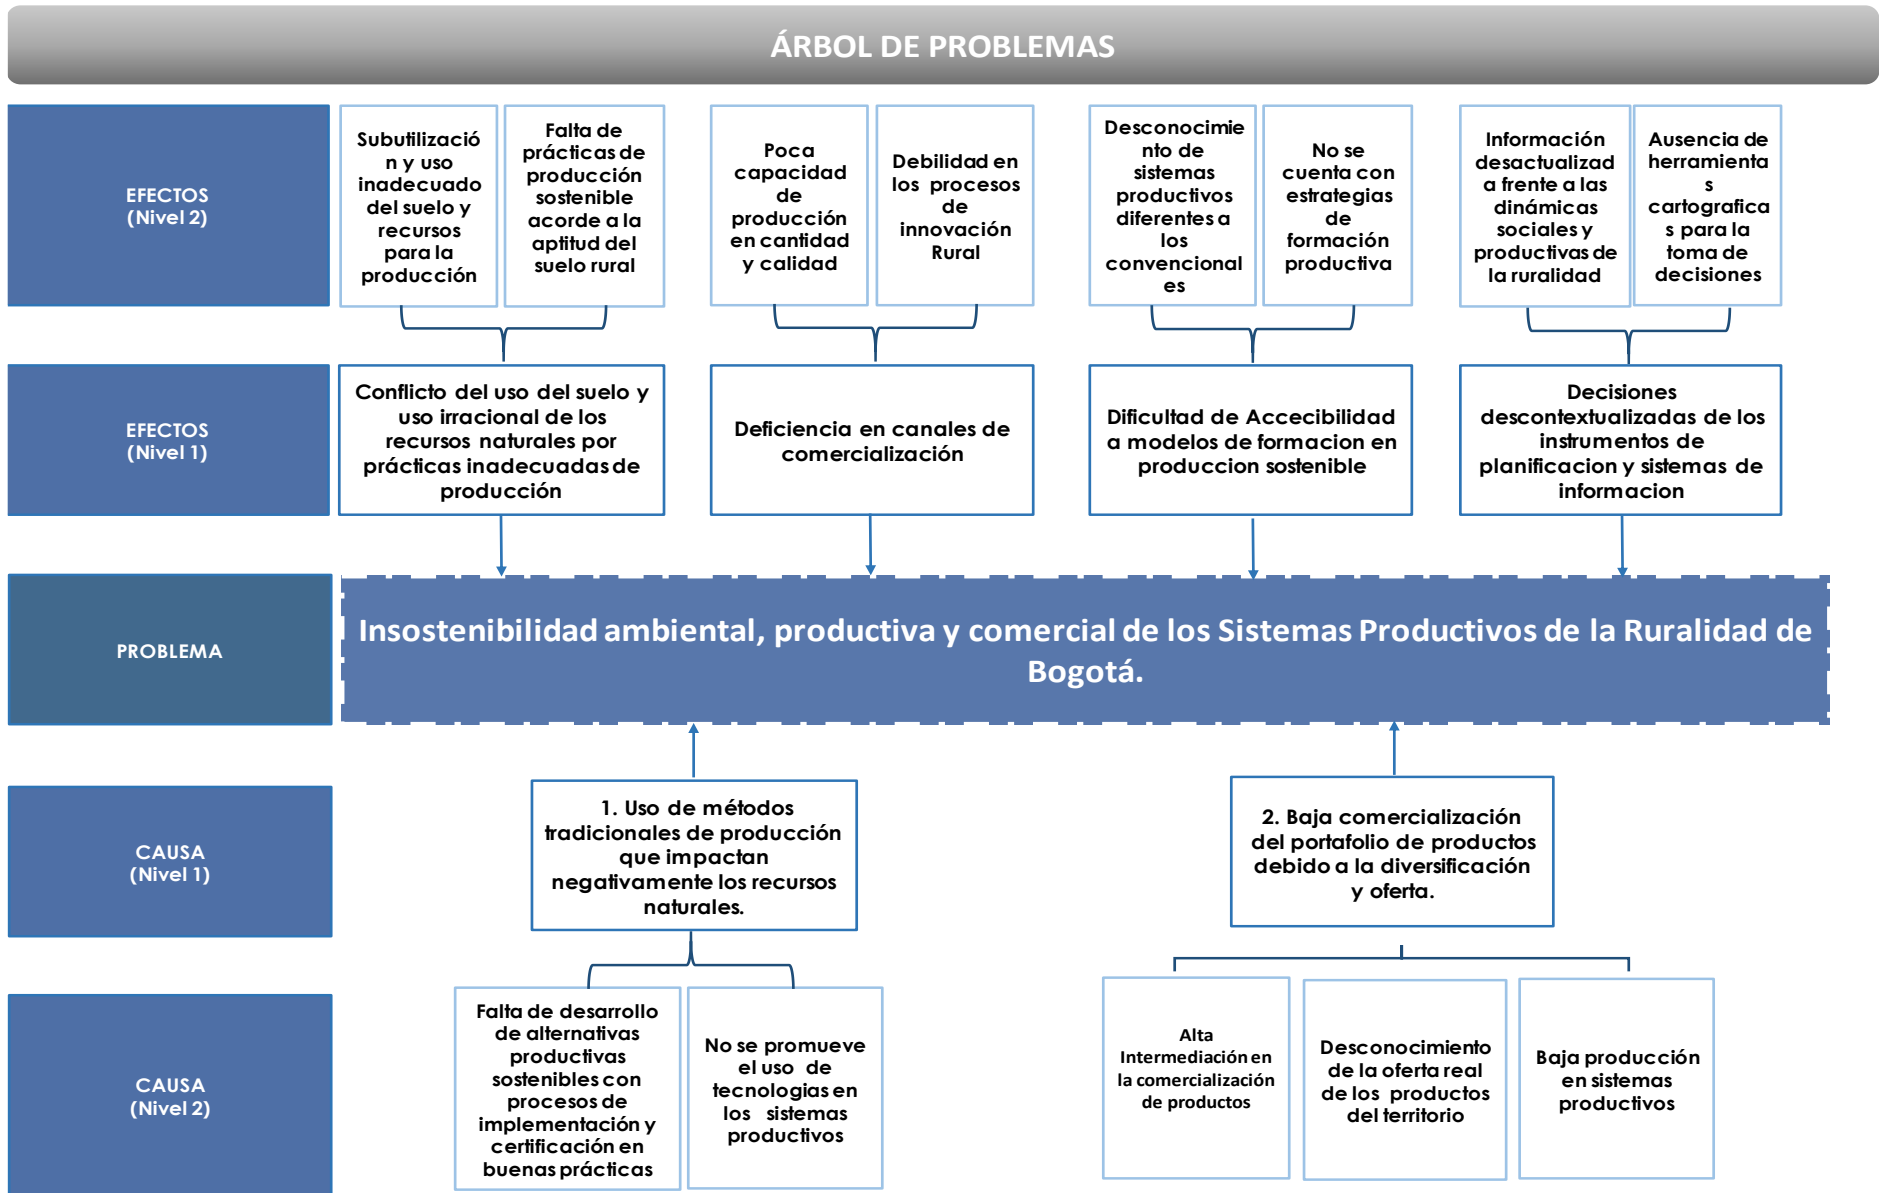 ÁRBOL DE PROBLEMAS
EFECTOS
(Nivel 2)
Subutilizació
n y uso
inadecuado
del suelo y
recursos
para la
producción
Falta de
prácticas de
producción
sostenible
acorde a la
aptitud del
suelo rural
Poca
capacidad
de
producción
en cantidad
y calidad
Debilidad en
los procesos
de
innovación
Rural
Desconocimie
nto de
sistemas
productivos
diferentes a
los
convencional
es
No se
cuenta con
estrategias
de
formación
productiva
Información
desactualizad
a frente a las
dinámicas
sociales y
productivas de
la ruralidad
Ausencia de
herramienta
s
cartografica
s para la
toma de
decisiones
EFECTOS
(Nivel 1)
Conflicto del uso del suelo y
uso irracional de los
recursos naturales por
prácticas inadecuadas de
producción
Deficiencia en canales de
comercialización
Dificultad de Accecibilidad
a modelos de formacion en
produccion sostenible
Decisiones
descontextualizadas de los
instrumentos de
planificacion y sistemas de
informacion
PROBLEMA
Insostenibilidad ambiental, productiva y comercial de los Sistemas Productivos de la Ruralidad de
Bogotá.
CAUSA
(Nivel 1)
1. Uso de métodos
tradicionales de producción
que impactan
negativamente los recursos
naturales.
2. Baja comercialización
del portafolio de productos
debido a la diversificación
y oferta.
CAUSA
(Nivel 2)
Falta de desarrollo
de alternativas
productivas
sostenibles con
procesos de
implementación y
certificación en
buenas prácticas
No se promueve
el uso de
tecnologias en
los sistemas
productivos
Alta
Intermediación en
la comercialización
de productos
Desconocimiento
de la oferta real
de los productos
del territorio
Baja producción
en sistemas
productivos